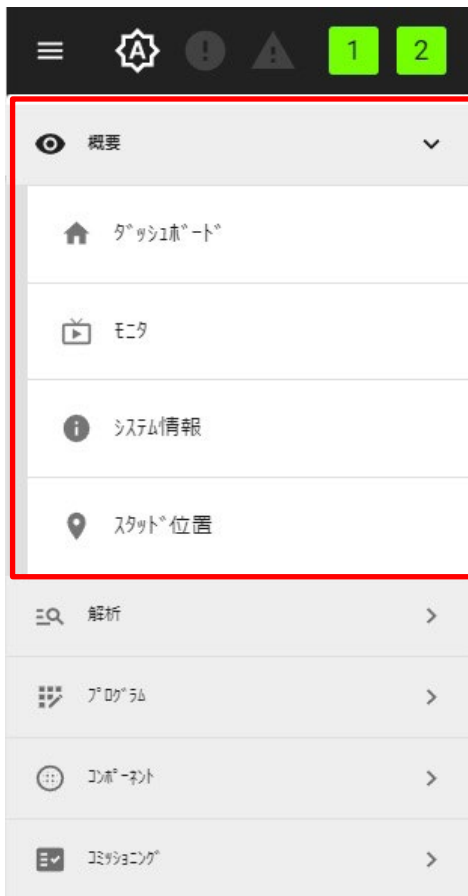 A
1 2
概要
ﾀﾞｯｼｭﾎﾞｰﾄﾞ
ﾓﾆﾀ
ｼｽﾃﾑ情報
ｽﾀｯﾄﾞ位置
解析
ﾌﾟﾛｸﾞﾗﾑ
ｺﾝﾎﾟｰﾈﾝﾄ
ｺﾐｯｼｮﾆﾝｸﾞ